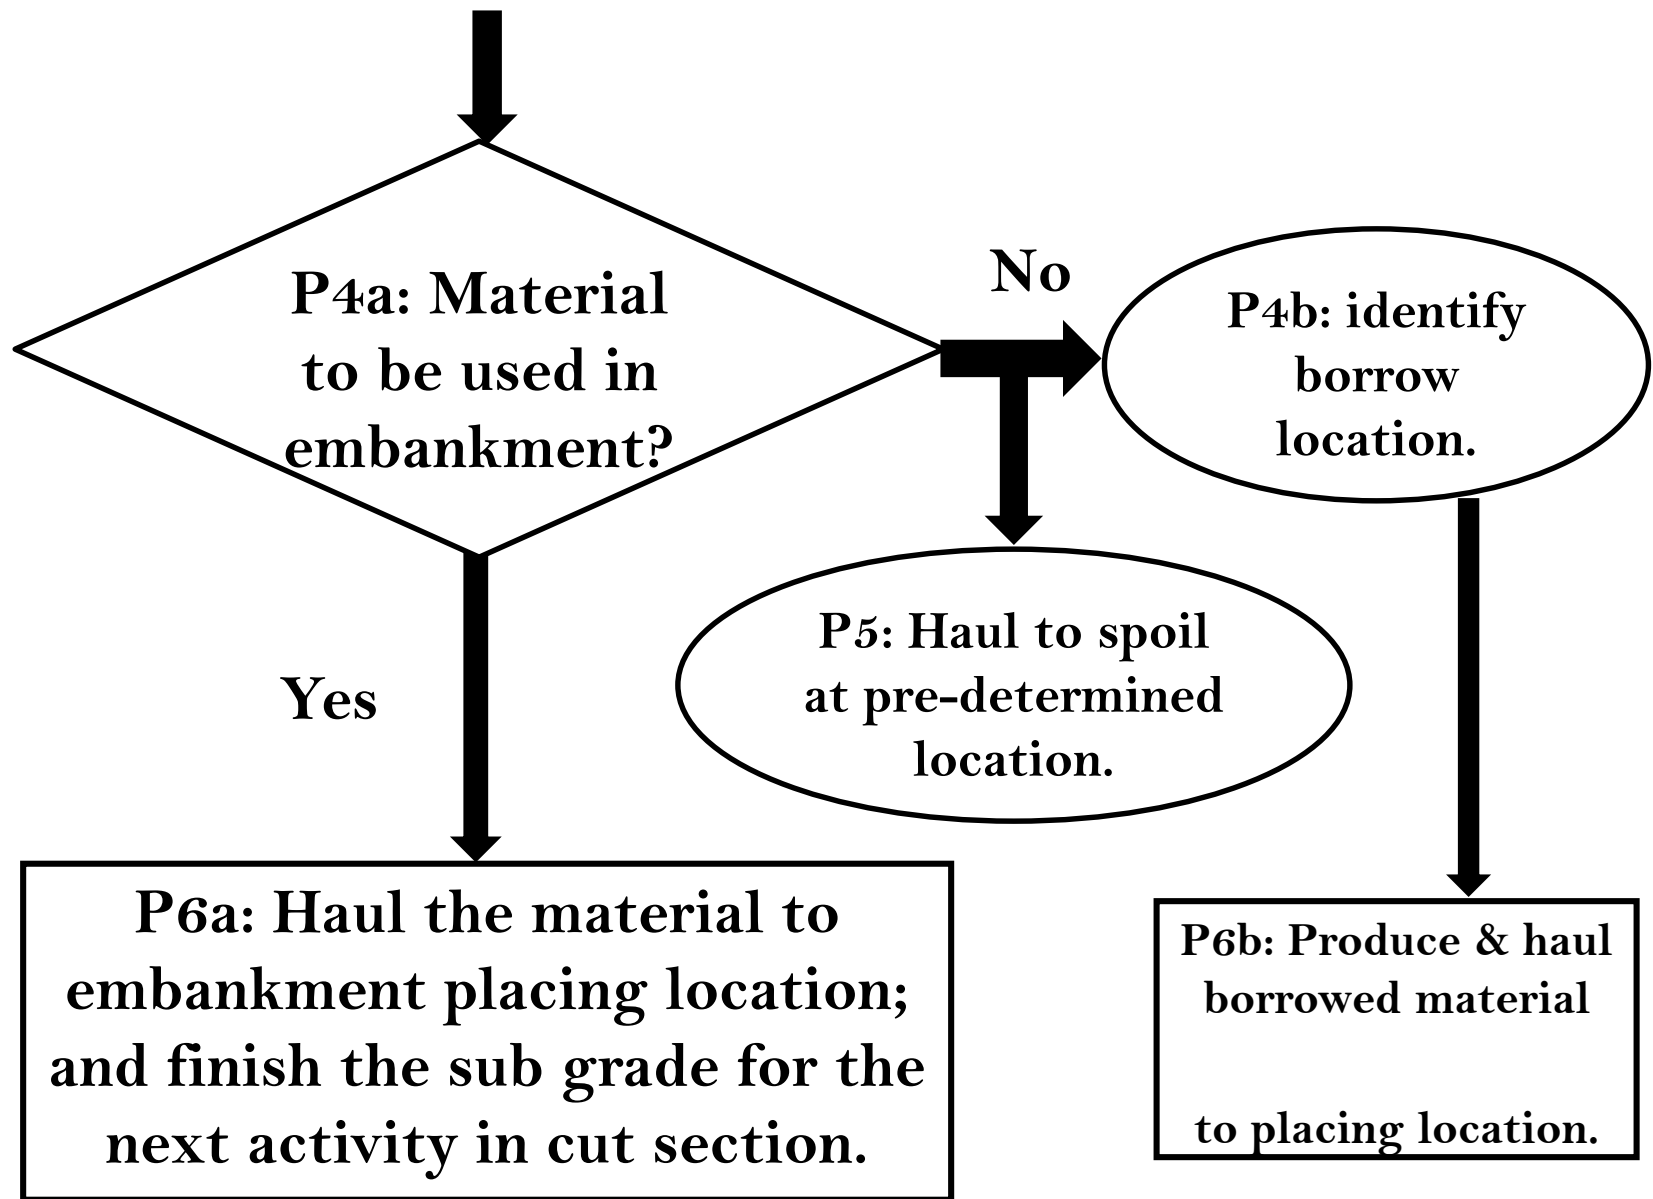 P4a: Material
to be used in
embankment?
No
P4b: identify
borrow
location.
Yes
P5: Haul to spoil
at pre-determined
location.
P6a: Haul the material to
embankment placing location;
and finish the sub grade for the
next activity in cut section.
P6b: Produce & haul
borrowed material
to placing location.